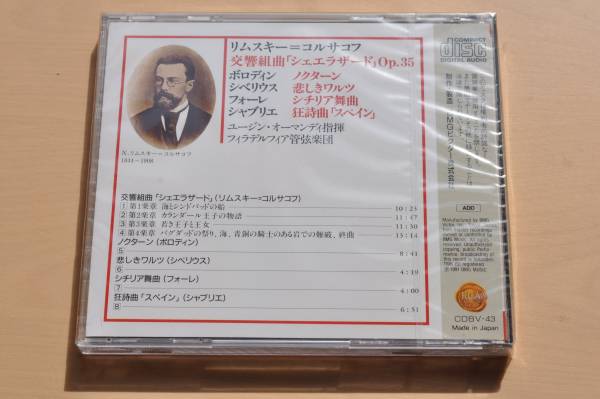 リムスキー=コルサコフ
交響組曲「シェエラザード」Op.35
ボロディン ノクターン
シベリウス 悲しきワルツ
フォーレ シチリア舞曲
シャブリエ 狂詩曲「スペイン」
ユージン・オーマンディ指揮
フィラデルフィア管弦楽団
N.リムスキー=コルサコフ
1844-1908
交響組曲「シェエラザード」(リムスキー=コルサコフ)
1 第1楽章 海とシンドバッドの船 10:23
2 第2楽章 カランダール王子の物語 11:47
3 第3楽章 若き王子と王女 11:30
4 第4楽章 バグダッドの祭り、海、青銅の騎士のある岩での難破、終曲 13:14
ノクターン(ボロディン)
5 8:41
悲しきワルツ(シベリウス)
6 4:19
シチリア舞曲(フォーレ)
7 4:00
狂詩曲「スペイン」(シャブリエ)
8 6:51
COMPACT
disc
DIGITAL AUDIO
ADD
RCA
CDBV-43
Made in Japan